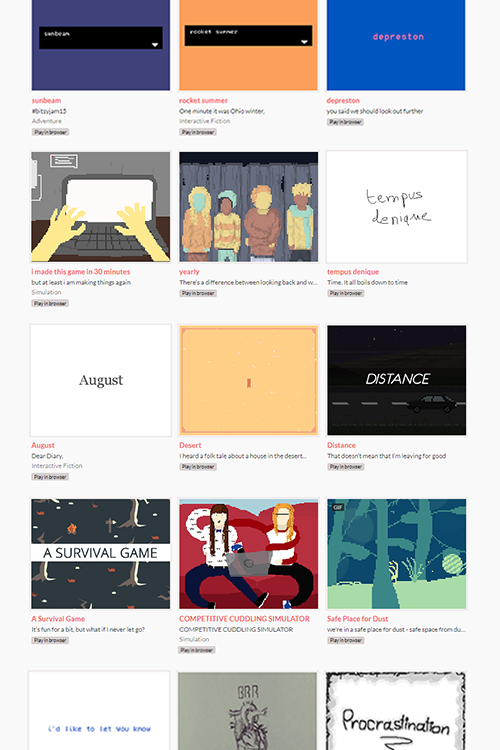 sunbeam
rocket summer
depreston
sunbeam
#bitsyjam15
Adventure
Play in browser
rocket summer
One minute it was Ohio winter,
Interactive Fiction
Play in browser
depreston
you said we should look out further
Play in browser
tempus
denique
i made this game in 30 minutes
but at least i am making things again
Simulation
Play in browser
yearly
There's a difference between looking back and w...
Play in browser
tempus denique
Time. It all boils down to time
Play in browser
August
DISTANCE
August
Dear Diary,
Interactive Fiction
Play in browser
Desert
I heard a folk tale about a house in the desert...
Play in browser
Distance
That doesn't mean that I'm leaving for good
Play in browser
A SURVIVAL GAME
GIF
A Survival Game
It's fun for a bit, but what if I never let go?
Play in browser
COMPETITIVE CUDDLING SIMULATOR
COMPETITIVE CUDDLING SIMULATOR
Simulation
Play in browser
Safe Place for Dust
we're in a safe place for dust - safe space from du...
Play in browser
i'd like to let you know
BRR
Procrastination